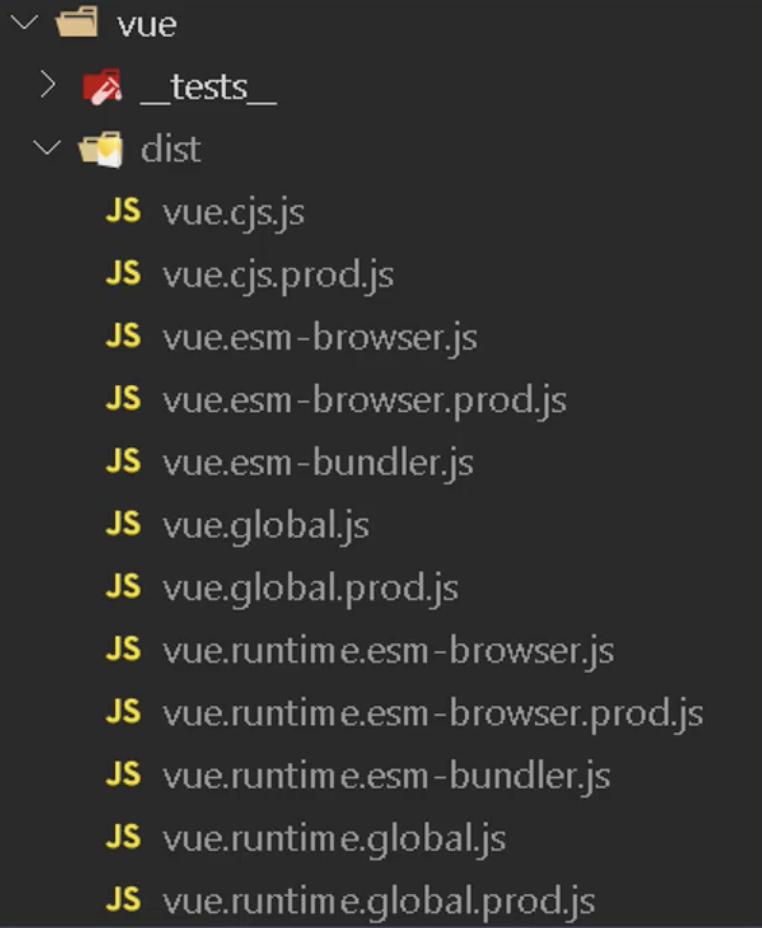 vue
__tests__
dist
JS vue.cjs.js
JS vue.cjs.prod.js
JS vue.esm-browser.js
JS vue.esm-browser.prod.js
JS vue.esm-bundler.js
JS vue.global.js
JS vue.global.prod.js
JS vue.runtime.esm-browser.js
JS vue.runtime.esm-browser.prod.js
JS vue.runtime.esm-bundler.js
JS vue.runtime.global.js
JS vue.runtime.global.prod.js